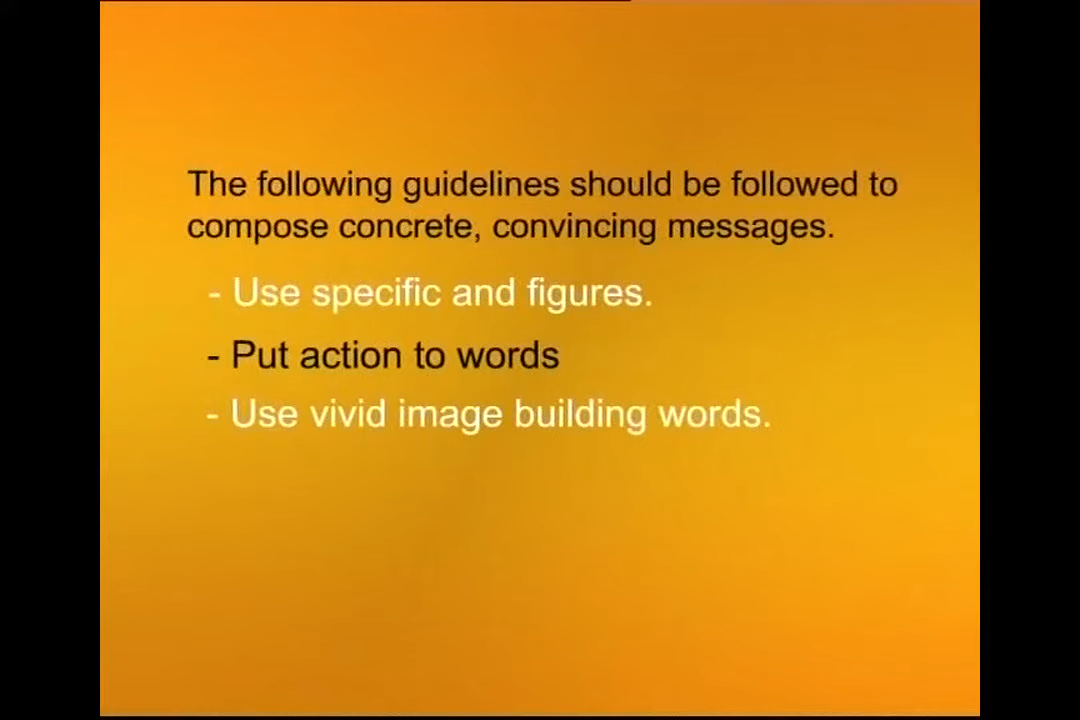 The following guidelines should be followed to
compose concrete, convincing messages.
- Use specific and figures.
- Put action to words
- Use vivid image building words.